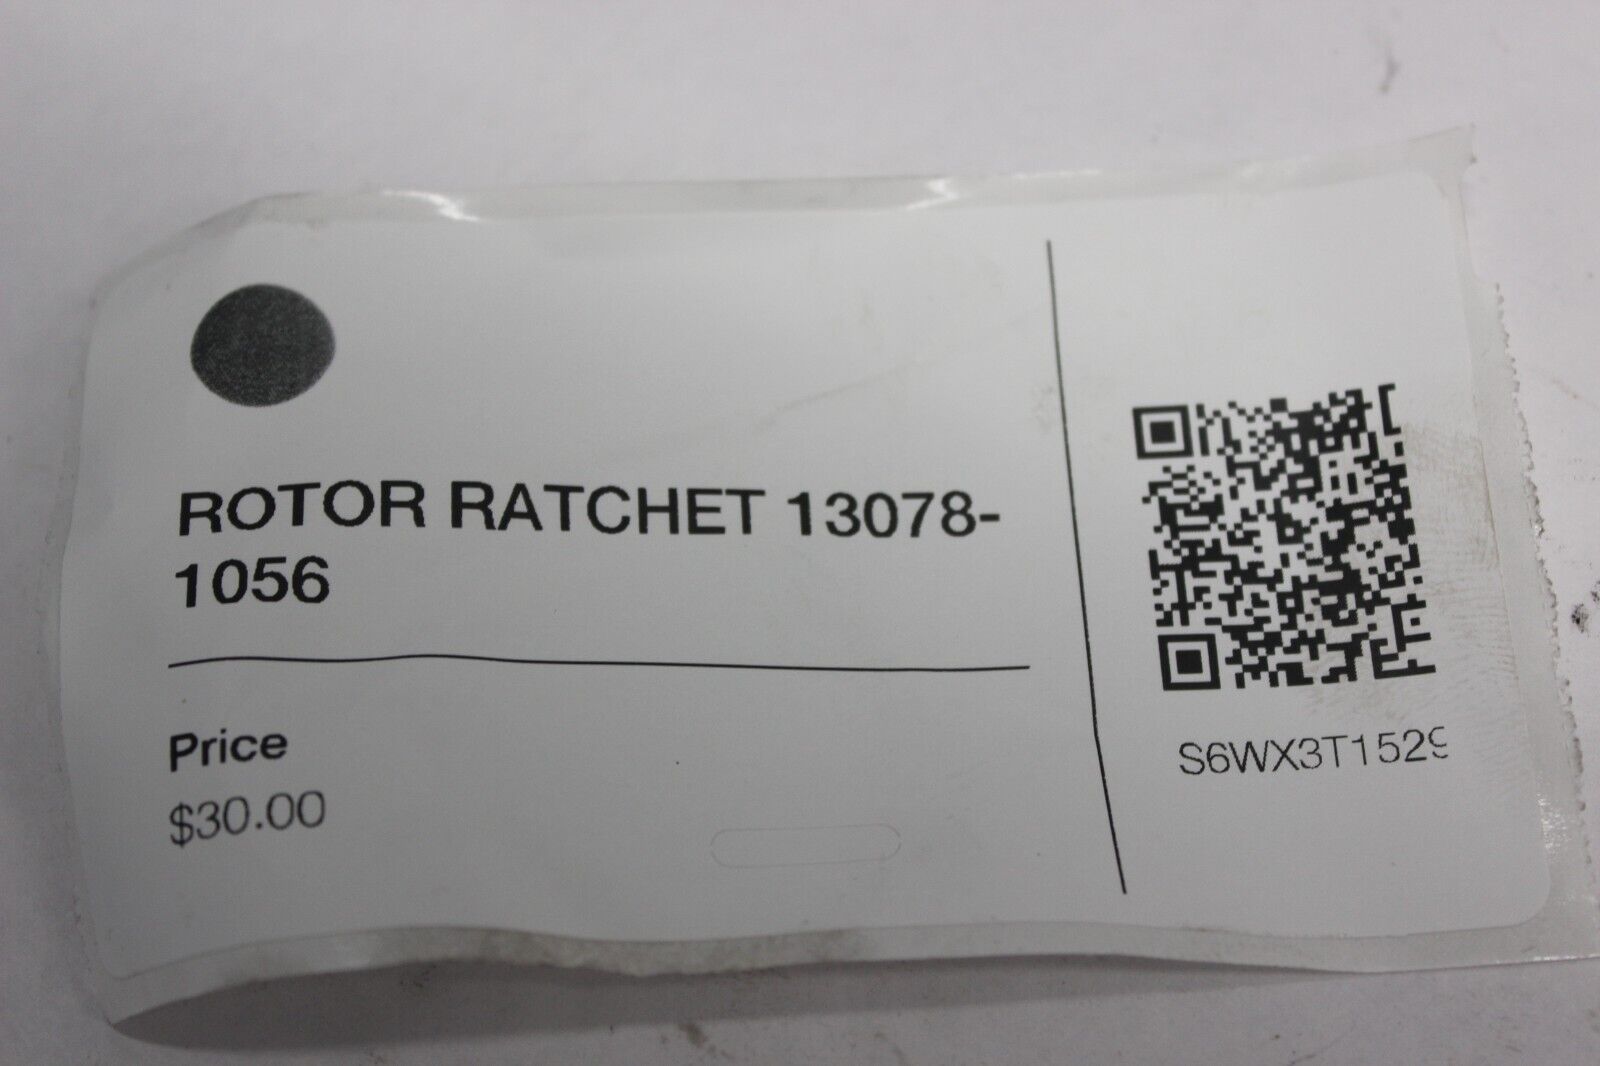 ROTOR RATCHET 13078-
1056
Price
$30.00
S6WX3T1529